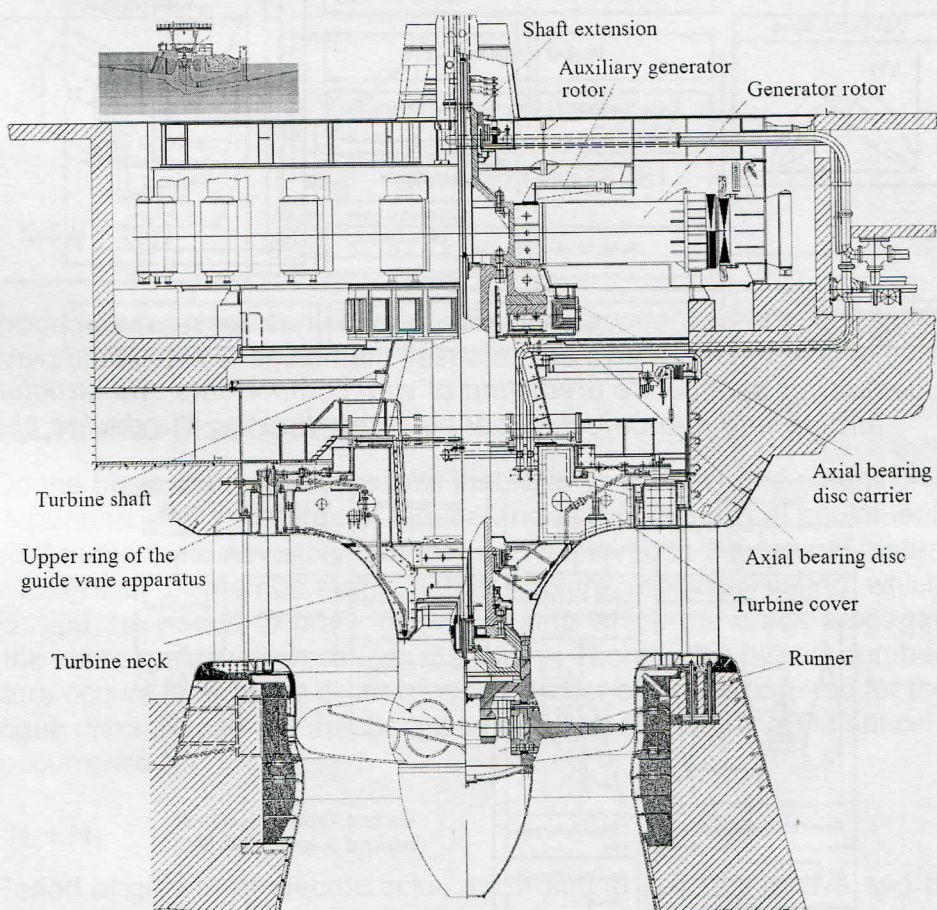 Shaft extension
Auxiliary generator
rotor
Generator rotor
Turbine shaft
Axial bearing
disc carrier
Upper ring of the
guide vane apparatus
Axial bearing disc
Turbine cover
Turbine neck
Runner